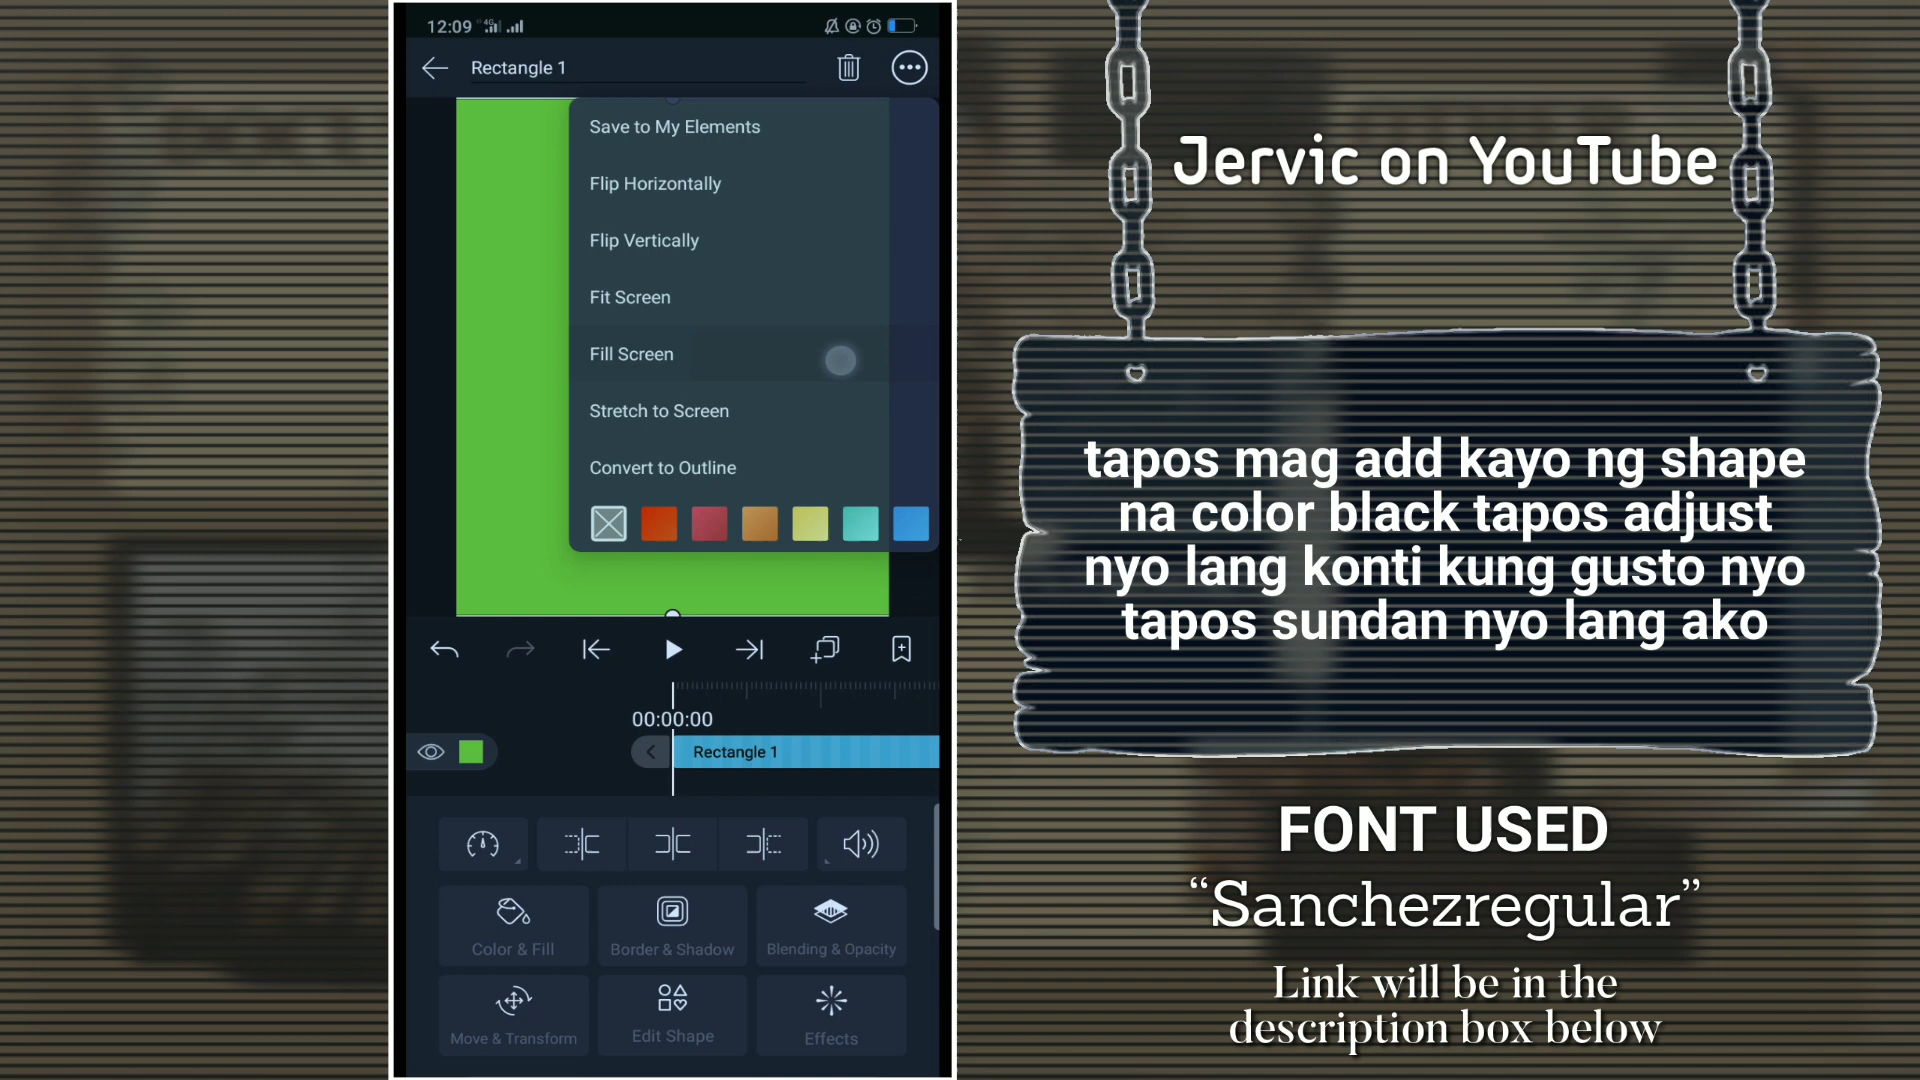 12:09
4G
Rectangle 1
Save to My Elements
Flip Horizontally
Flip Vertically
Fit Screen
Fill Screen
Stretch to Screen
Convert to Outline
00:00:00
Rectangle 1
Color & Fill
Border & Shadow
Blending & Opacity
Move & Transform
Edit Shape
Effects
Jervic on YouTube
tapos mag add kayo ng shape
na color black tapos adjust
nyo lang konti kung gusto nyo
tapos sundan nyo lang ako
FONT USED
“Sanchezregular”
Link will be in the
description box below